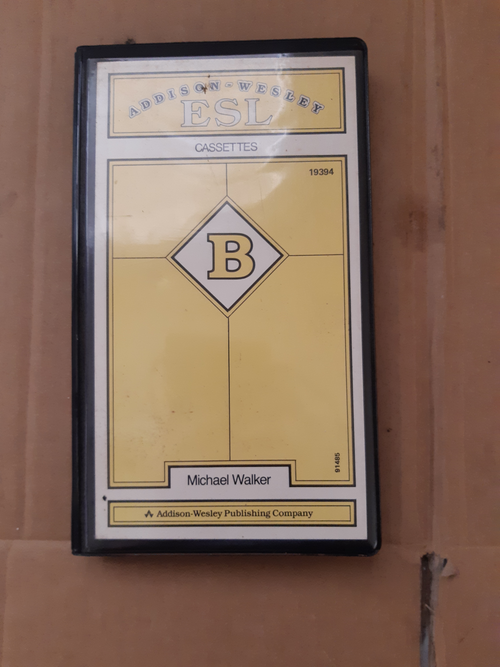 ADDISON-WESLEY
ESL
CASSETTES
19394
B
91485
Michael Walker
Addison-Wesley Publishing Company